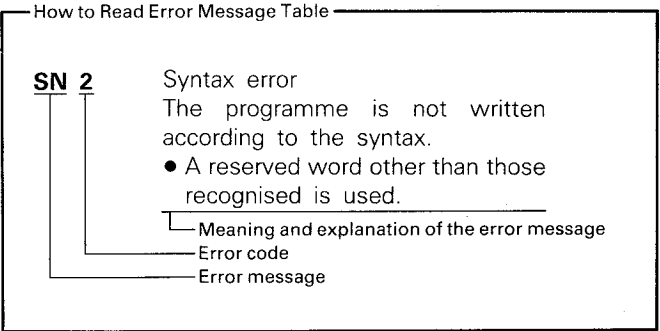 How to Read Error Message Table
SN 2 Syntax error
The programme is not written
according to the syntax.
● A reserved word other than those
recognised is used.
Meaning and explanation of the error message
Error code
Error message